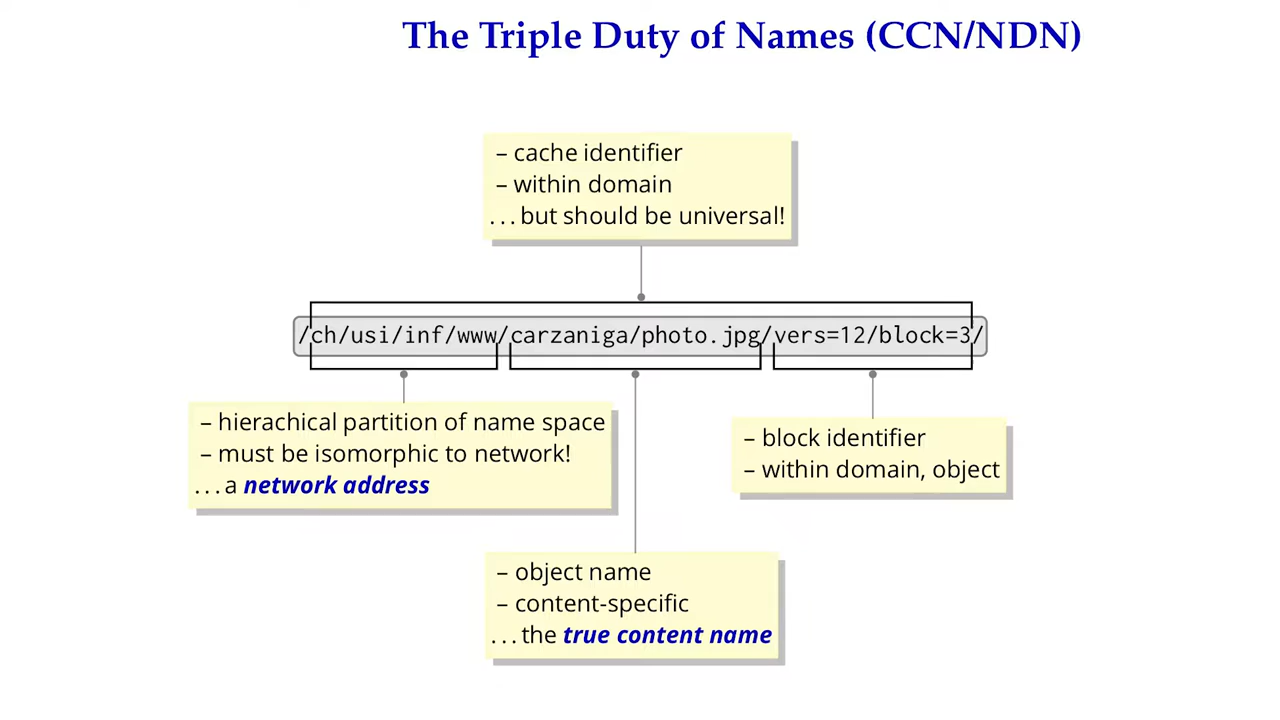 The Triple Duty of Names (CCN/NDN)
– cache identifier
– within domain
...but should be universal!
/ch/usi/inf/www/carzaniga/photo.jpg/vers=12/block=3/
– hierachical partition of name space
– must be isomorphic to network!
...a network address
– block identifier
– within domain, object
– object name
– content-specific
...the true content name